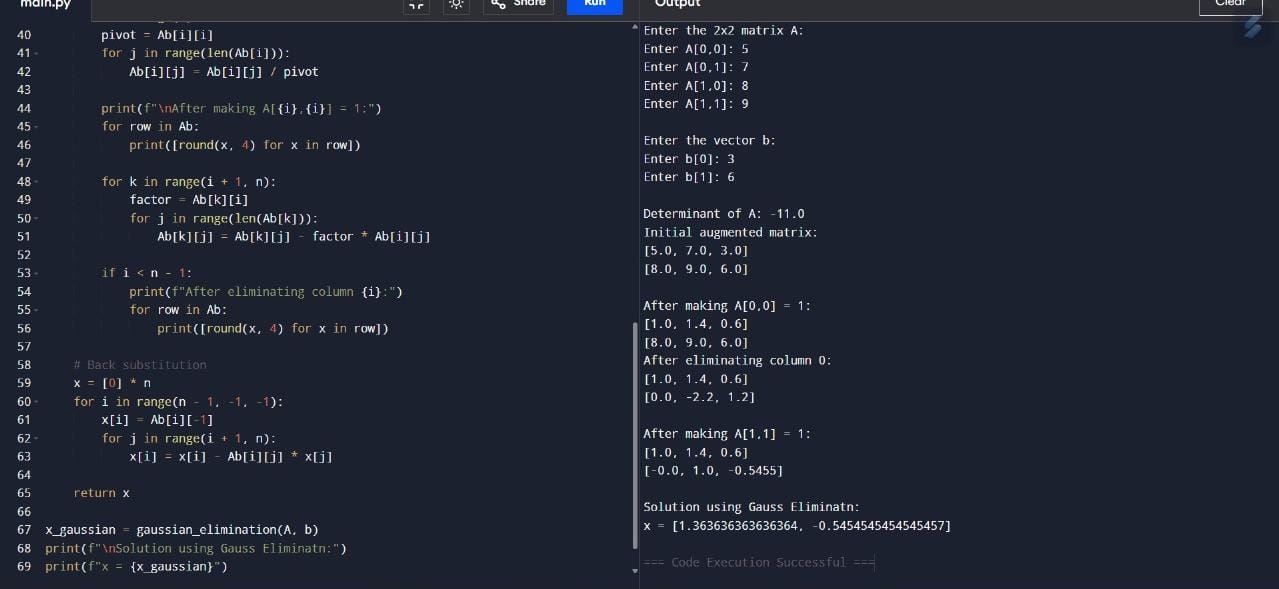 main.py
Share
Run
Output
Clear
40 pivot = Ab[i][i]
41 for j in range(len(Ab[i])):
42 Ab[i][j] = Ab[i][j] / pivot
43
44 print(f"\nAfter making A[{i},{i}] = 1:")
45 for row in Ab:
46 print([round(x, 4) for x in row])
47
48 for k in range(i + 1, n):
49 factor = Ab[k][i]
50 for j in range(len(Ab[k])):
51 Ab[k][j] = Ab[k][j] - factor * Ab[i][j]
52
53 if i < n - 1:
54 print(f"After eliminating column {i}:")
55 for row in Ab:
56 print([round(x, 4) for x in row])
57
58 # Back substitution
59 x = [0] * n
60 for i in range(n - 1, -1, -1):
61 x[i] = Ab[i][-1]
62 for j in range(i + 1, n):
63 x[i] = x[i] - Ab[i][j] * x[j]
64
65 return x
66
67 x_gaussian = gaussian_elimination(A, b)
68 print(f"\nSolution using Gauss Eliminatn:")
69 print(f"x = {x_gaussian}")
Enter the 2x2 matrix A:
Enter A[0,0]: 5
Enter A[0,1]: 7
Enter A[1,0]: 8
Enter A[1,1]: 9
Enter the vector b:
Enter b[0]: 3
Enter b[1]: 6
Determinant of A: -11.0
Initial augmented matrix:
[5.0, 7.0, 3.0]
[8.0, 9.0, 6.0]
After making A[0,0] = 1:
[1.0, 1.4, 0.6]
[8.0, 9.0, 6.0]
After eliminating column 0:
[1.0, 1.4, 0.6]
[0.0, -2.2, 1.2]
After making A[1,1] = 1:
[1.0, 1.4, 0.6]
[-0.0, 1.0, -0.5455]
Solution using Gauss Eliminatn:
x = [1.363636363636364, -0.5454545454545457]
=== Code Execution Successful ===